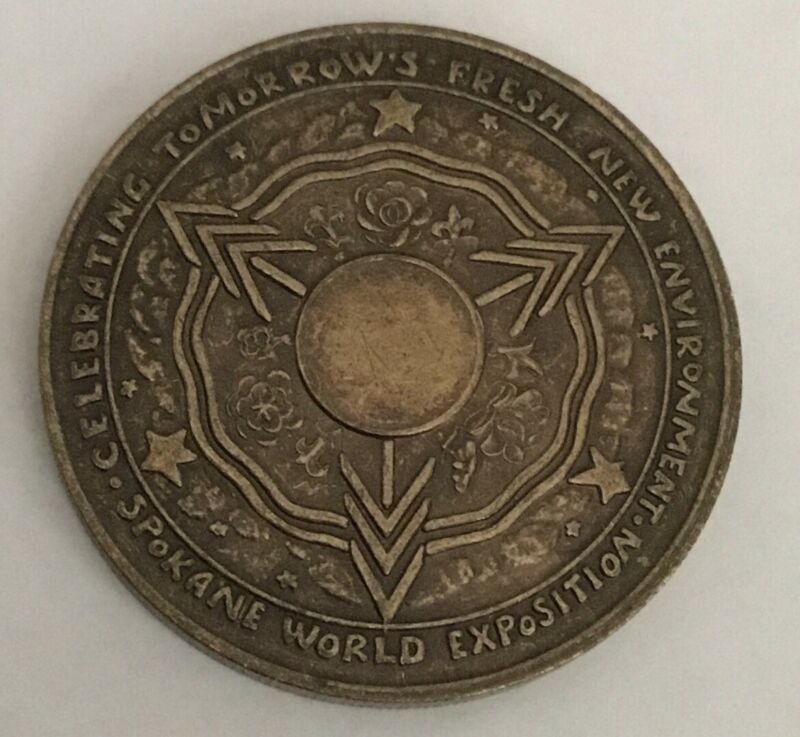 CELEBRATING TOMORROW'S FRESH NEW ENVIRONMENT·
SPOKANE WORLD EXPOSITION·